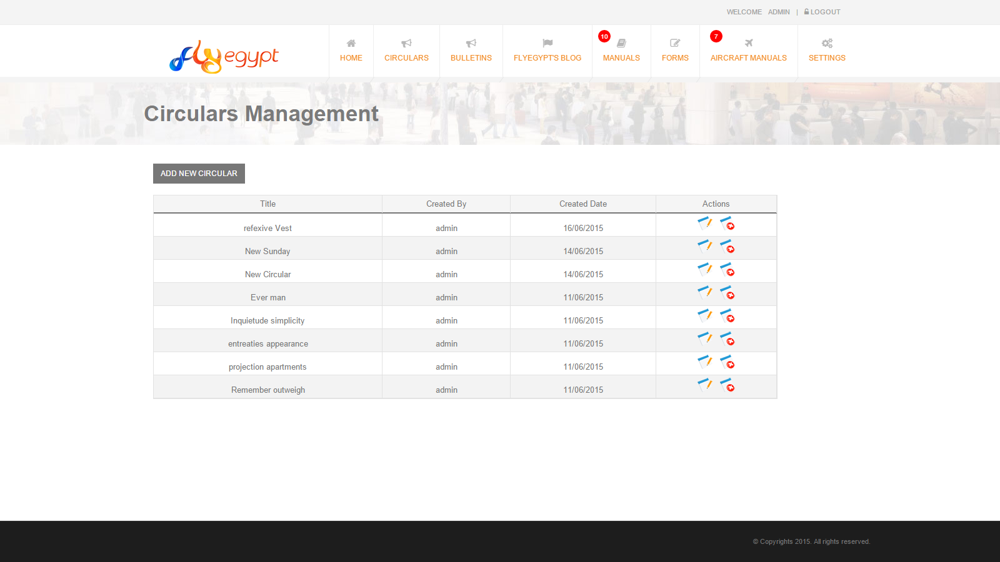 WELCOME ADMIN | LOGOUT
fly egypt
HOME CIRCULARS BULLETINS FLYEGYPT'S BLOG 10 MANUALS FORMS 7 AIRCRAFT MANUALS SETTINGS
Circulars Management
ADD NEW CIRCULAR
Title Created By Created Date Actions
refexive Vest admin 16/06/2015
New Sunday admin 14/06/2015
New Circular admin 14/06/2015
Ever man admin 11/06/2015
Inquietude simplicity admin 11/06/2015
entreaties appearance admin 11/06/2015
projection apartments admin 11/06/2015
Remember outweigh admin 11/06/2015
© Copyrights 2015. All rights reserved.